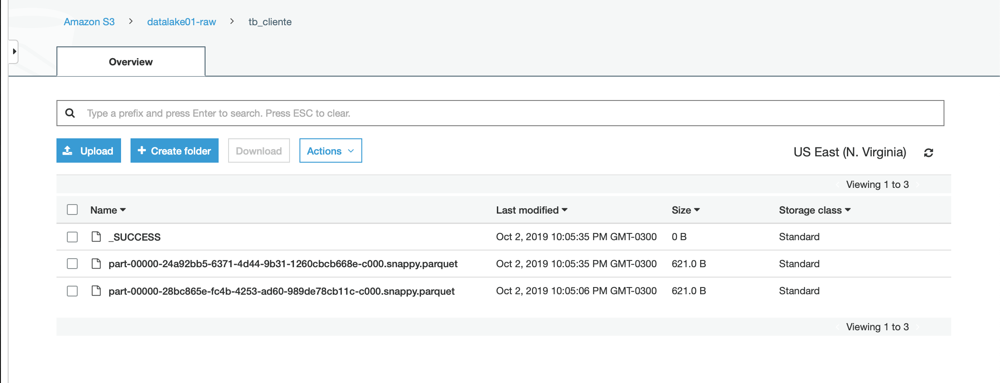 Amazon S3 > datalake01-raw > tb_cliente
Overview
Type a prefix and press Enter to search. Press ESC to clear.
Upload + Create folder Download Actions US East (N. Virginia)
Viewing 1 to 3
Name Last modified Size Storage class
_SUCCESS Oct 2, 2019 10:05:35 PM GMT-0300 0 B Standard
part-00000-24a92bb5-6371-4d44-9b31-1260cbcb668e-c000.snappy.parquet Oct 2, 2019 10:05:35 PM GMT-0300 621.0 B Standard
part-00000-28bc865e-fc4b-4253-ad60-989de78cb11c-c000.snappy.parquet Oct 2, 2019 10:05:06 PM GMT-0300 621.0 B Standard
Viewing 1 to 3